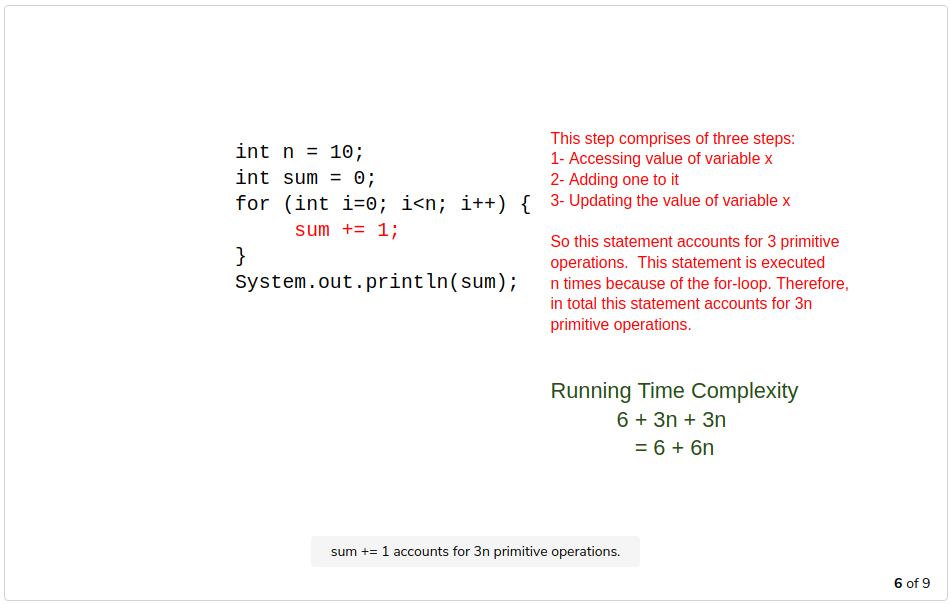 int n = 10;
int sum = 0;
for (int i=0; i<n; i++) {
sum += 1;
}
System.out.println(sum);
This step comprises of three steps:
1- Accessing value of variable x
2- Adding one to it
3- Updating the value of variable x
So this statement accounts for 3 primitive
operations.  This statement is executed
n times because of the for-loop. Therefore,
in total this statement accounts for 3n
primitive operations.
Running Time Complexity
6 + 3n + 3n
= 6 + 6n
sum += 1 accounts for 3n primitive operations.
6 of 9